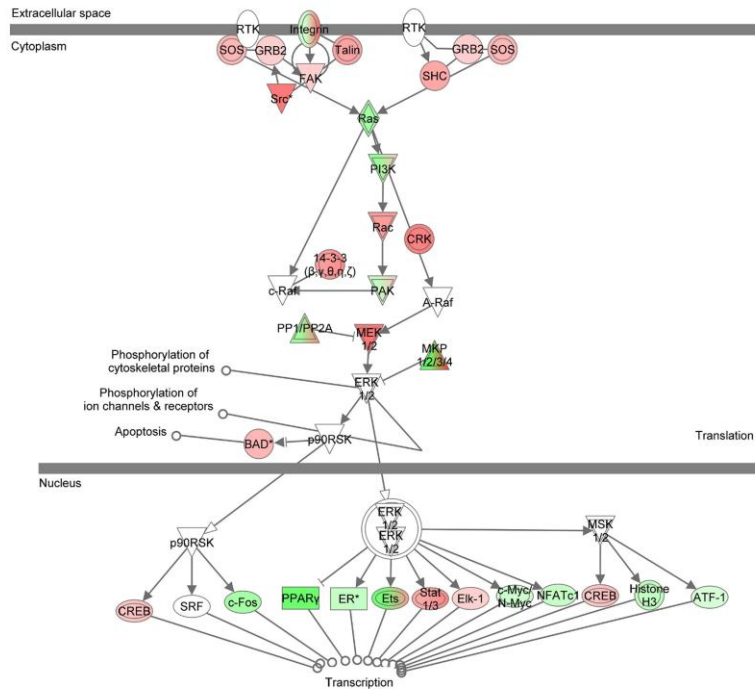 Extracellular space
RTK
Integrin
RTK
Cytoplasm
SOS
GRB2
Talin
GRB2
SOS
FAK
SHC
Src*
Ras
PI3K
Rac
CRK
14-3-3
(β,γ,θ,η,ζ)
c-Raf
PAK
A-Raf
PP1/PP2A
MEK
1/2
MKP
1/2/3/4
Phosphorylation of
cytoskeletal proteins
ERK
1/2
Phosphorylation of
ion channels & receptors
Apoptosis
BAD*
p90RSK
Translation
Nucleus
ERK
1/2
ERK
1/2
MSK
1/2
p90RSK
CREB
SRF
c-Fos
PPARγ
ER*
Ets
Stat
1/3
Elk-1
c-Myc/
N-Myc
NFATc1
CREB
Histone
H3
ATF-1
Transcription